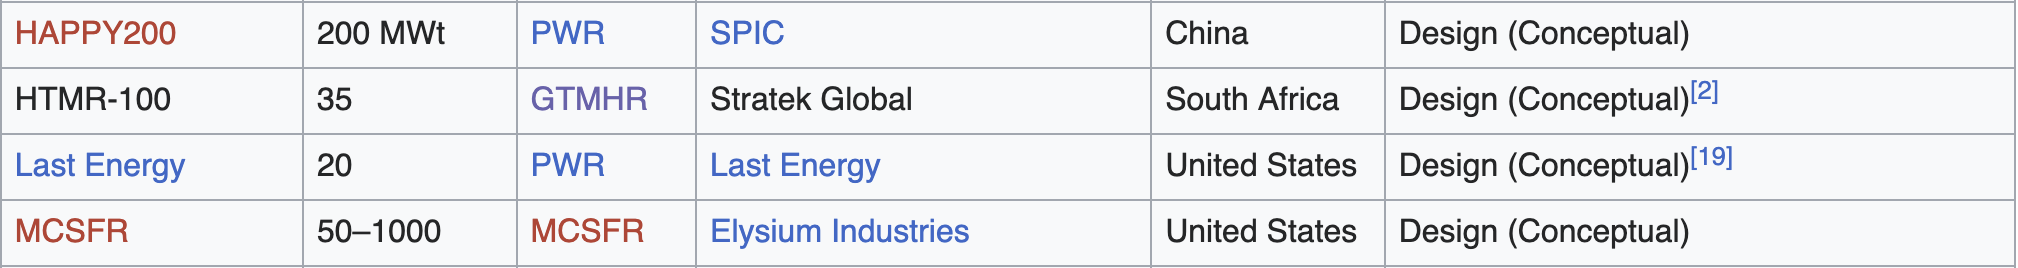 HAPPY200 200 MWt PWR SPIC China Design (Conceptual)
HTMR-100 35 GTMHR Stratek Global South Africa Design (Conceptual)[2]
Last Energy 20 PWR Last Energy United States Design (Conceptual)[19]
MCSFR 50–1000 MCSFR Elysium Industries United States Design (Conceptual)